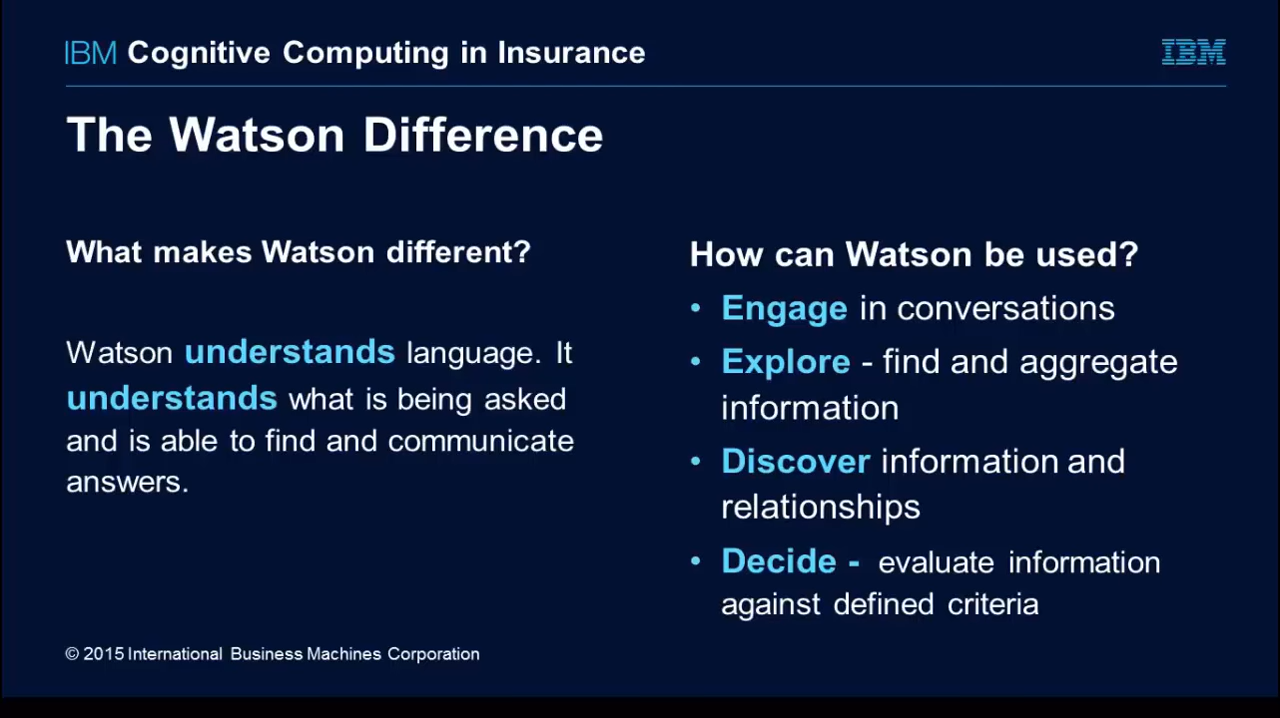 IBM Cognitive Computing in Insurance
IBM
The Watson Difference
What makes Watson different?
Watson understands language. It
understands what is being asked
and is able to find and communicate
answers.
How can Watson be used?
• Engage in conversations
• Explore - find and aggregate
information
• Discover information and
relationships
• Decide - evaluate information
against defined criteria
© 2015 International Business Machines Corporation